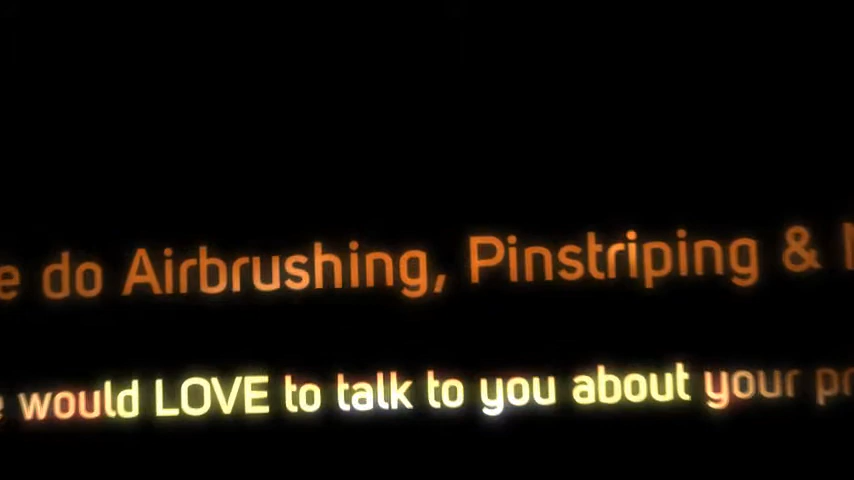 do Airbrushing, Pinstriping &
would LOVE to talk to you about your